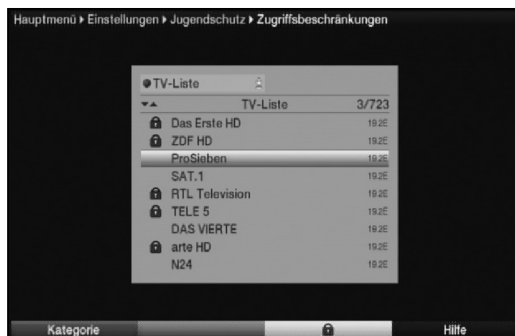 Hauptmenü ▸ Einstellungen ▸ Jugendschutz ▸ Zugriffsbeschränkungen
TV-Liste
TV-Liste 3/723
Das Erste HD 19.2E
ZDF HD 19.2E
ProSieben 19.2E
SAT.1 19.2E
RTL Television 19.2E
TELE 5 19.2E
DAS VIERTE 19.2E
arte HD 19.2E
N24 19.2E
Kategorie Hilfe